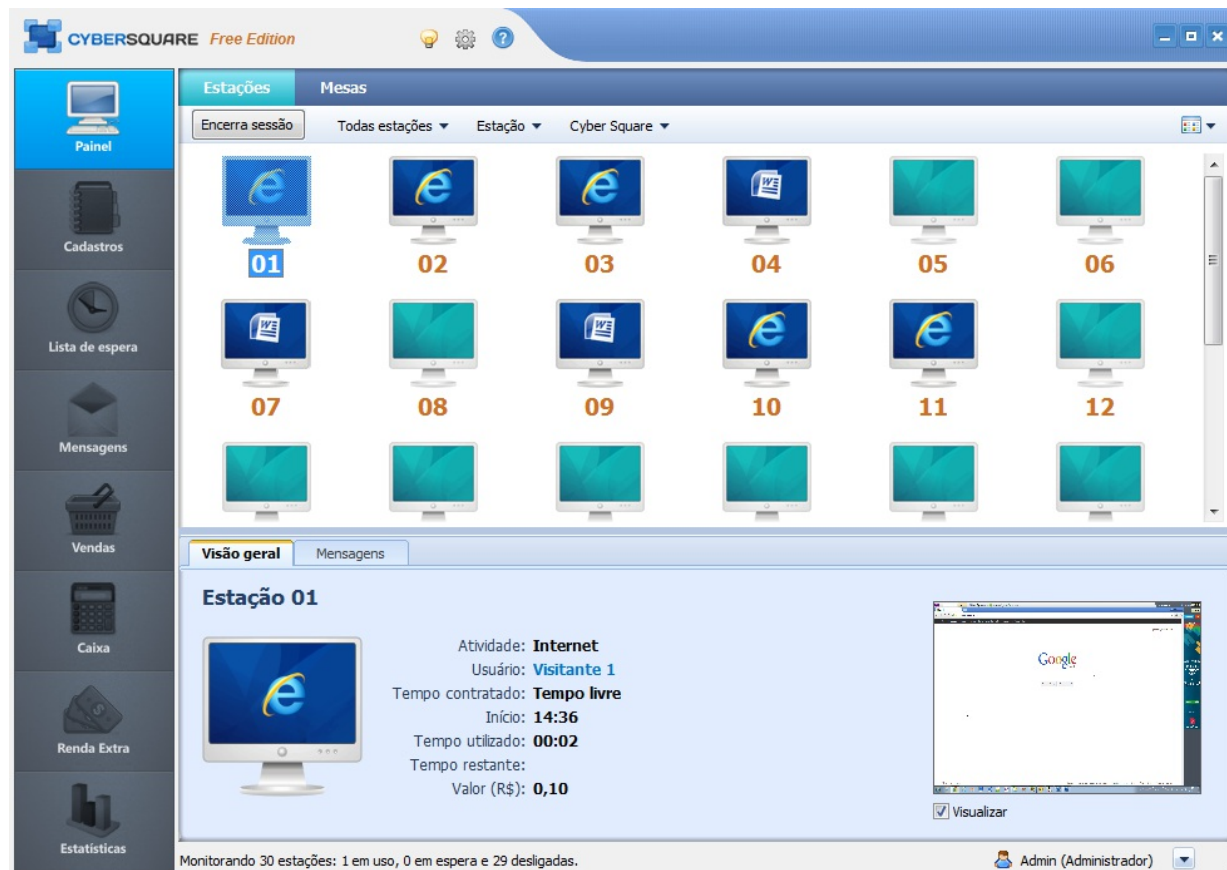 CYBERSQUARE Free Edition
Estações Mesas
Encerra sessão Todas estações Estação Cyber Square
Painel
Cadastros
Lista de espera
Mensagens
Vendas
Caixa
Renda Extra
Estatísticas
01 02 03 04 05 06
07 08 09 10 11 12
Visão geral Mensagens
Estação 01
Atividade: Internet
Usuário: Visitante 1
Tempo contratado: Tempo livre
Início: 14:36
Tempo utilizado: 00:02
Tempo restante:
Valor (R$): 0,10
Google
Visualizar
Monitorando 30 estações: 1 em uso, 0 em espera e 29 desligadas.
Admin (Administrador)